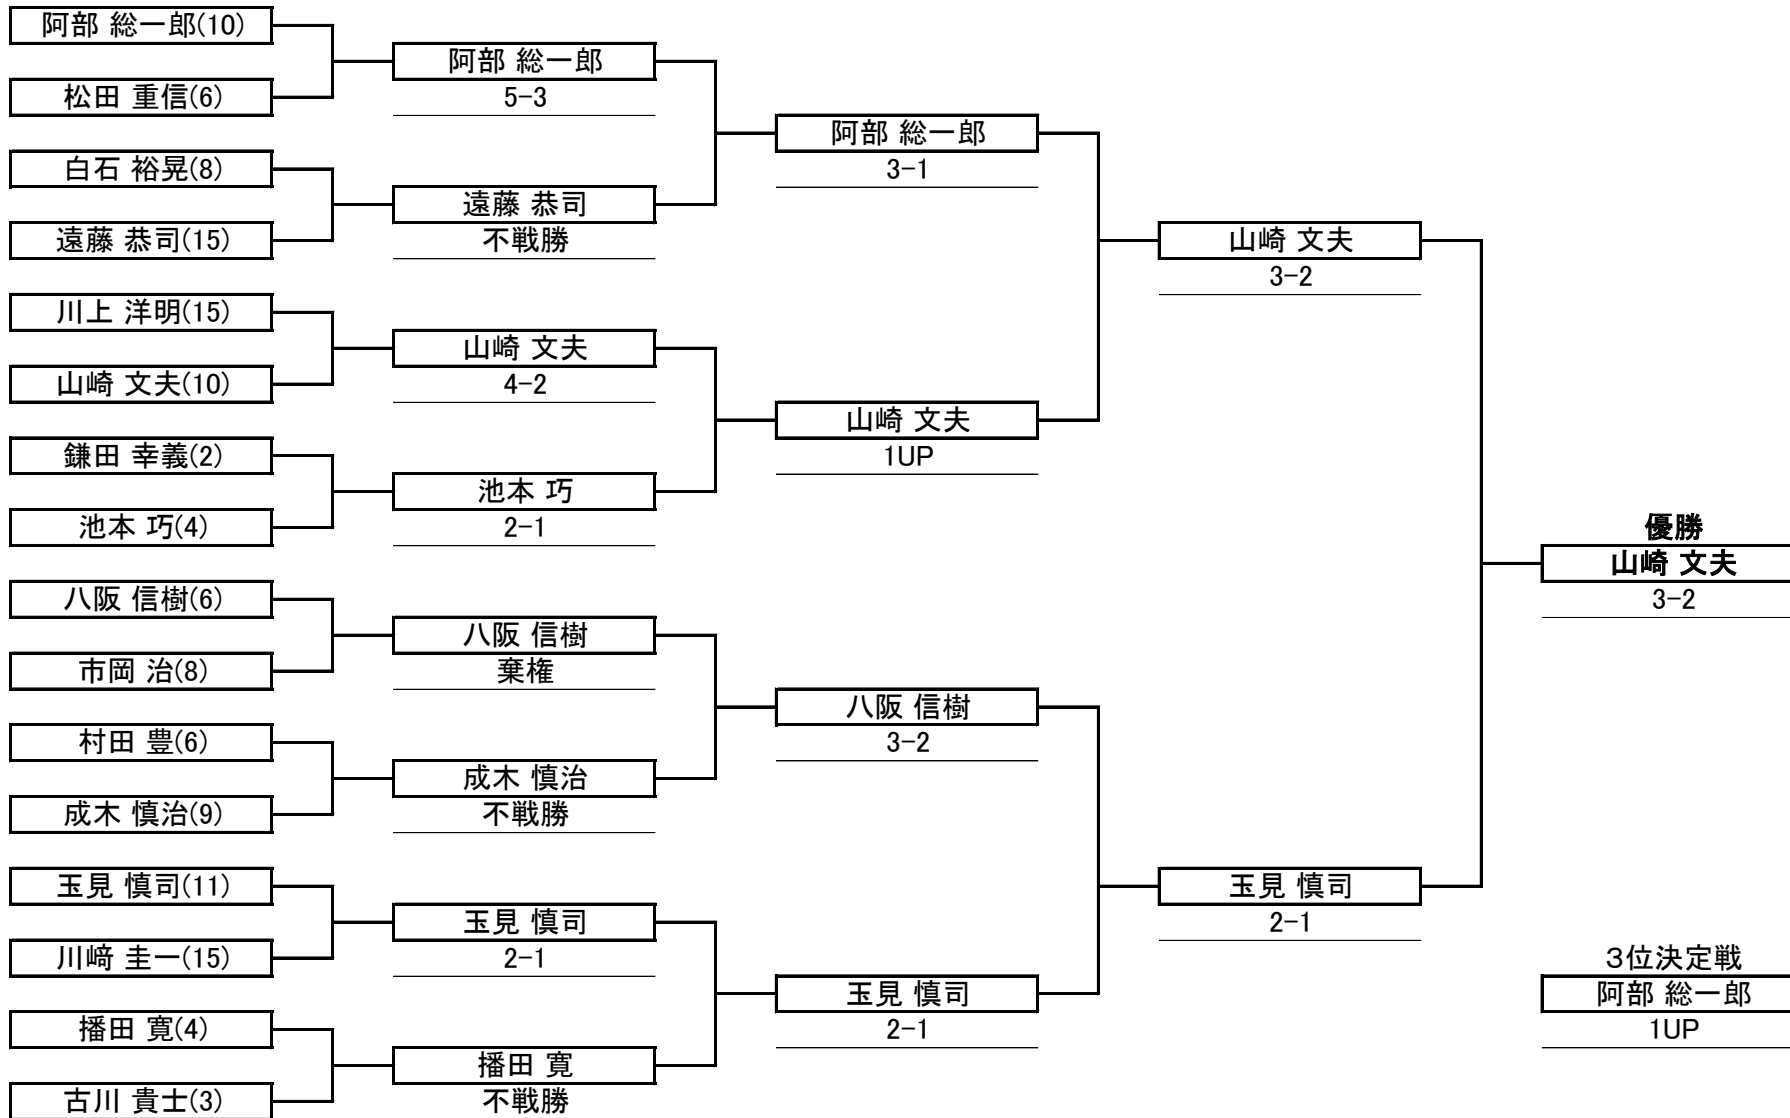 阿部 総一郎(10)
松田 重信(6)
白石 裕晃(8)
遠藤 恭司(15)
川上 洋明(15)
山崎 文夫(10)
鎌田 幸義(2)
池本 巧(4)
八阪 信樹(6)
市岡 治(8)
村田 豊(6)
成木 慎治(9)
玉見 慎司(11)
川﨑 圭一(15)
播田 寛(4)
古川 貴士(3)
阿部 総一郎
5-3
遠藤 恭司
不戦勝
山崎 文夫
4-2
池本 巧
2-1
八阪 信樹
棄権
成木 慎治
不戦勝
玉見 慎司
2-1
播田 寛
不戦勝
阿部 総一郎
3-1
山崎 文夫
1UP
八阪 信樹
3-2
玉見 慎司
2-1
山崎 文夫
3-2
玉見 慎司
2-1
優勝
山崎 文夫
3-2
３位決定戦
阿部 総一郎
1UP